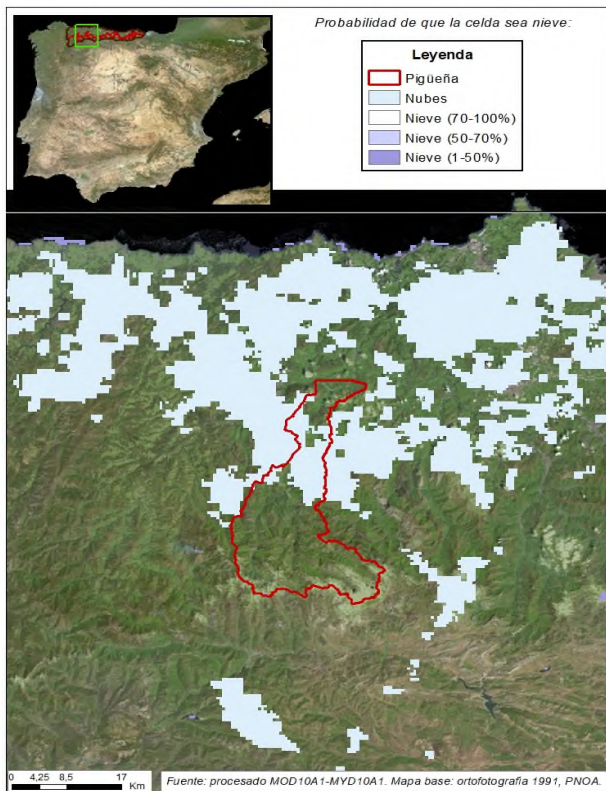 Probabilidad de que la celda sea nieve:
Leyenda
Pigüeña
Nubes
Nieve (70-100%)
Nieve (50-70%)
Nieve (1-50%)
0 4,25 8,5 17
Km
Fuente: procesado MOD10A1-MYD10A1. Mapa base: ortofotografia 1991, PNOA.